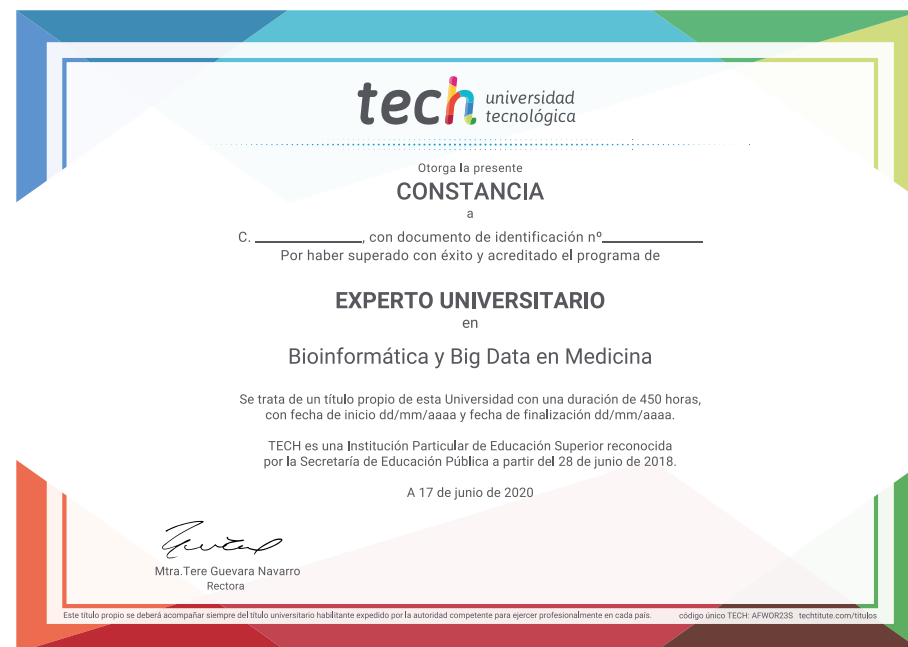 tech universidad
tecnológica
Otorga la presente
CONSTANCIA
a
C. ______________, con documento de identificación nº_____________
Por haber superado con éxito y acreditado el programa de
EXPERTO UNIVERSITARIO
en
Bioinformática y Big Data en Medicina
Se trata de un título propio de esta Universidad con una duración de 450 horas,
con fecha de inicio dd/mm/aaaa y fecha de finalización dd/mm/aaaa.
TECH es una Institución Particular de Educación Superior reconocida
por la Secretaría de Educación Pública a partir del 28 de junio de 2018.
A 17 de junio de 2020
Mtra.Tere Guevara Navarro
Rectora
Este título propio se deberá acompañar siempre del título universitario habilitante expedido por la autoridad competente para ejercer profesionalmente en cada país. código único TECH: AFWOR23S techtitute.com/titulos